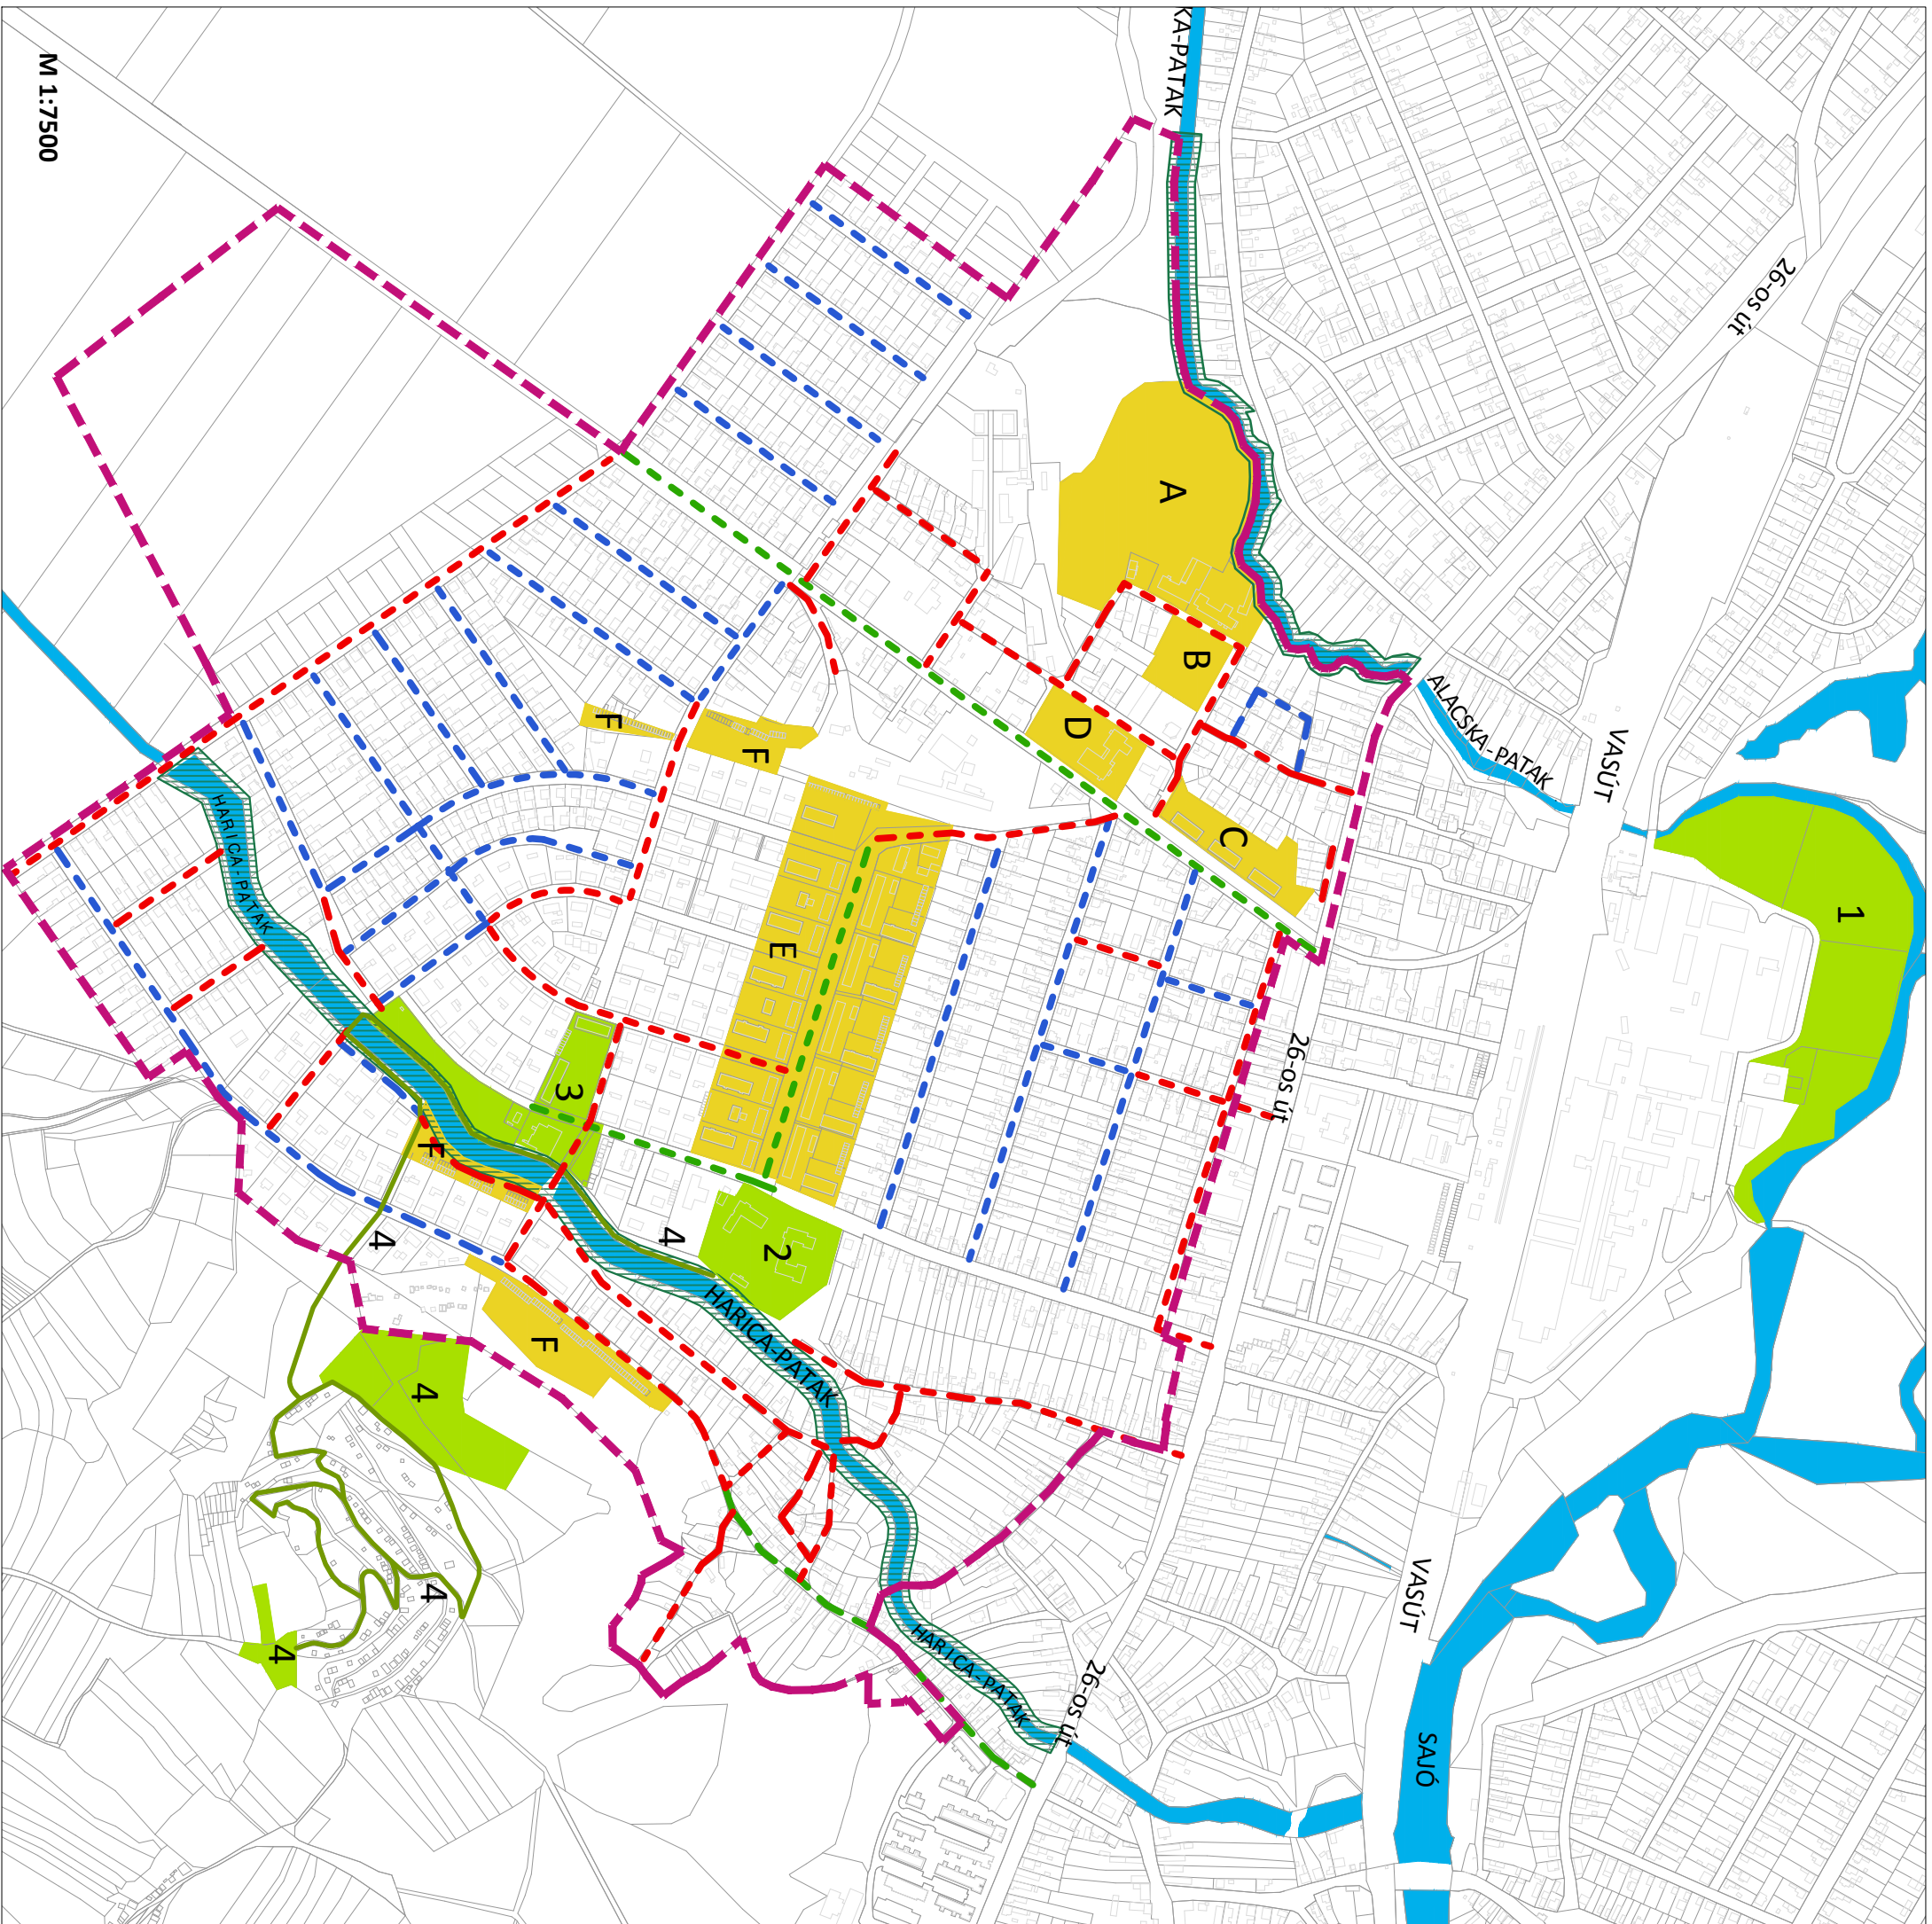 KA-PATAK
M 1:7500
26-os út
A
B
ALACSKA-PATAK
VASÚT
F
D
F
C
HARICA-PATAK
1
E
3
26-os út
F
4
4
2
HARICA-PATAK
F
4
4
4
VASÚT
HARICA-PATAK
26-os út
SAJÓ